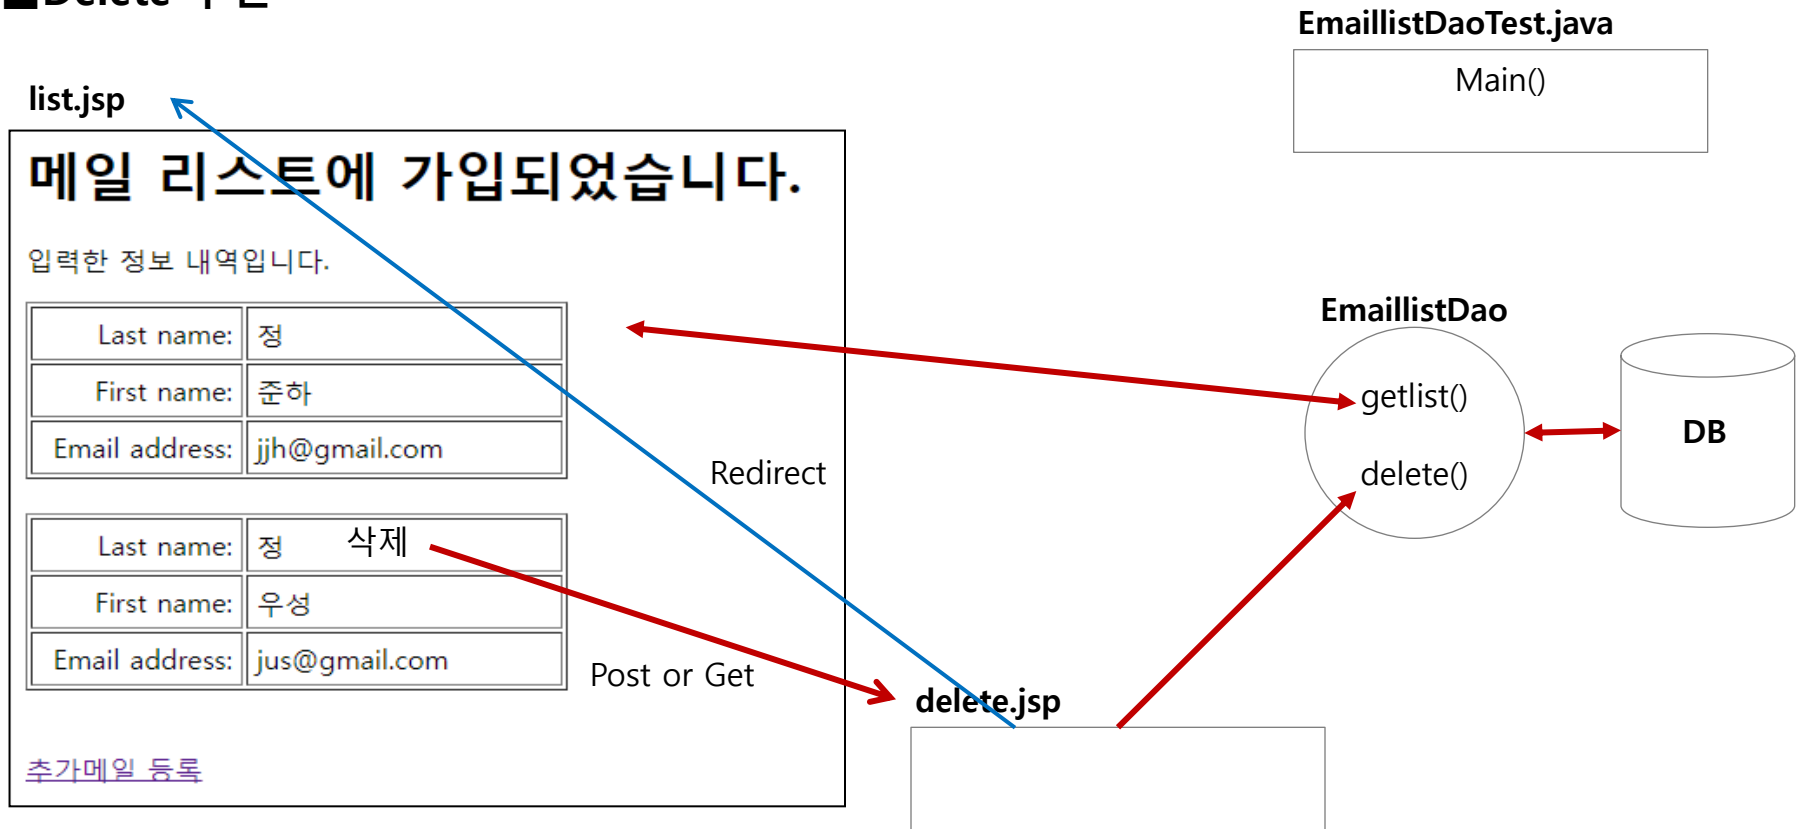 Delete
EmaillistDaoTest.java
Main()
list.jsp
메일 리스트에 가입되었습니다.
입력한 정보 내역입니다.
Last name: 정
First name: 준하
Email address: jjh@gmail.com
Last name: 정 삭제
First name: 우성
Email address: jus@gmail.com
추가메일 등록
Redirect
Post or Get
delete.jsp
EmaillistDao
getlist()
delete()
DB